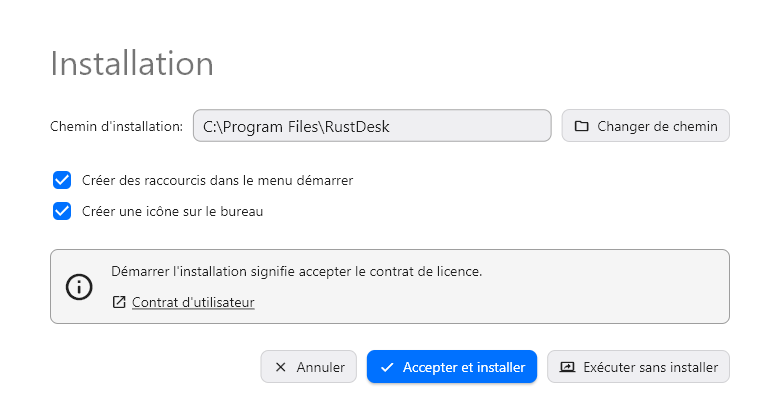 Installation
Chemin d'installation: C:\Program Files\RustDesk Changer de chemin
Créer des raccourcis dans le menu démarrer
Créer une icône sur le bureau
Démarrer l'installation signifie accepter le contrat de licence.
Contrat d'utilisateur
Annuler Accepter et installer Exécuter sans installer